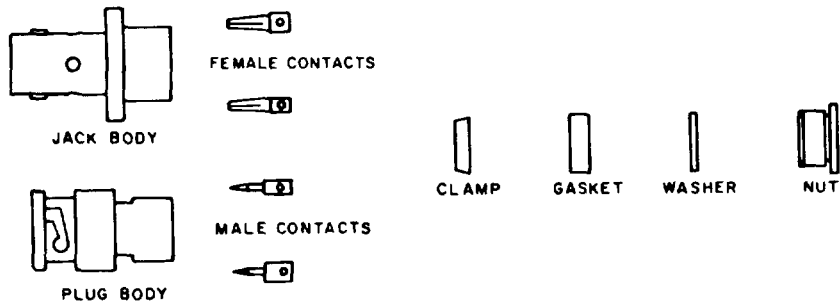 FEMALE CONTACTS
JACK BODY
CLAMP
GASKET
WASHER
NUT
MALE CONTACTS
PLUG BODY